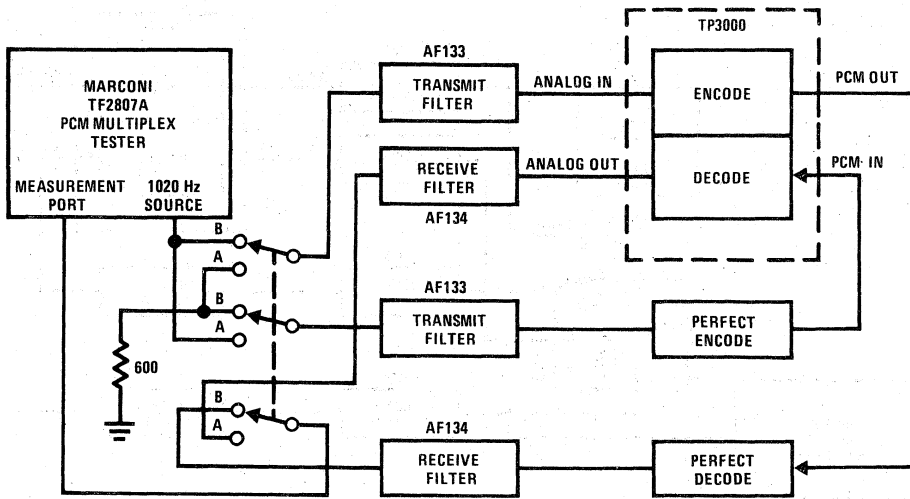 TP3000
AF133
MARCONI
TF2807A
PCM MULTIPLEX
TESTER
TRANSMIT
FILTER
ANALOG IN
ENCODE
PCM OUT
MEASUREMENT
PORT
1020 Hz
SOURCE
RECEIVE
FILTER
ANALOG OUT
DECODE
PCM IN
AF134
B
A
B
A
AF133
TRANSMIT
FILTER
PERFECT
ENCODE
600
B
A
AF134
RECEIVE
FILTER
PERFECT
DECODE